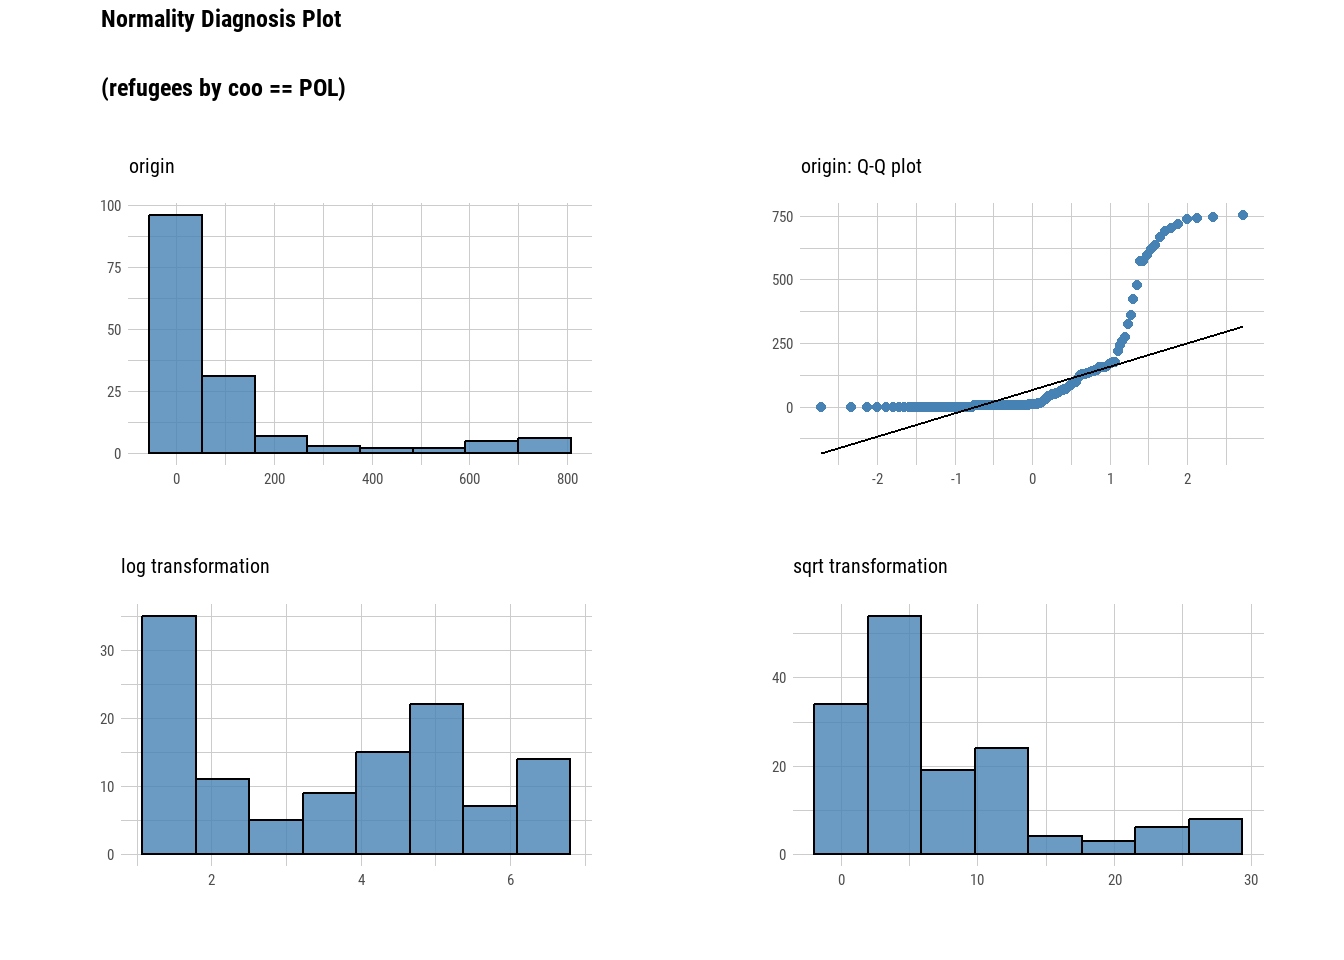 Normality Diagnosis Plot
(refugees by coo == POL)
origin
100
75
50
25
0
0 200 400 600 800
origin: Q-Q plot
750
500
250
0
-2 -1 0 1 2
log transformation
30
20
10
0
2 4 6
sqrt transformation
40
20
0
0 10 20 30